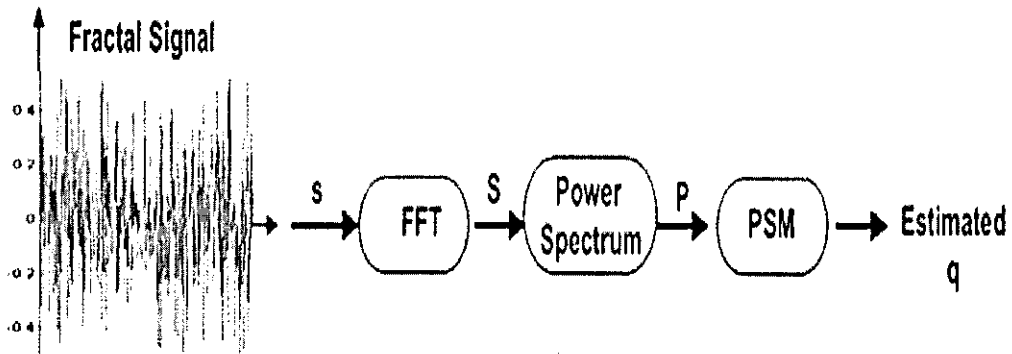 Fractal Signal
0.4
0.2
0
-0.2
-0.4
s
FFT
S
Power
Spectrum
P
PSM
Estimated
q